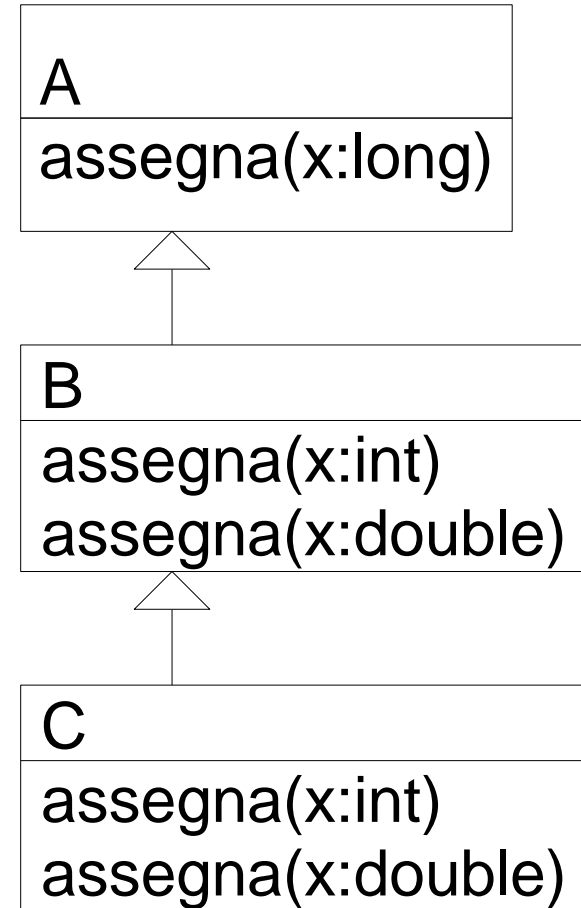 A
assegna(x:long)
B
assegna(x:int)
assegna(x:double)
C
assegna(x:int)
assegna(x:double)